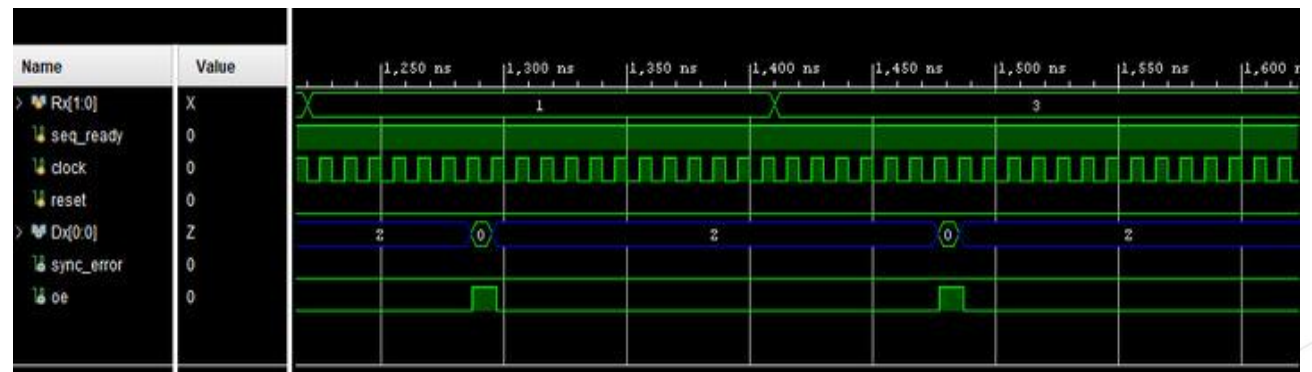 Name Value 1,250 ns 1,300 ns 1,350 ns 1,400 ns 1,450 ns 1,500 ns 1,550 ns 1,600 n
Rx[1:0] X 1 3
seq_ready 0
clock 0
reset 0
Dx[0:0] Z z 0 z 0 z
sync_error 0
oe 0